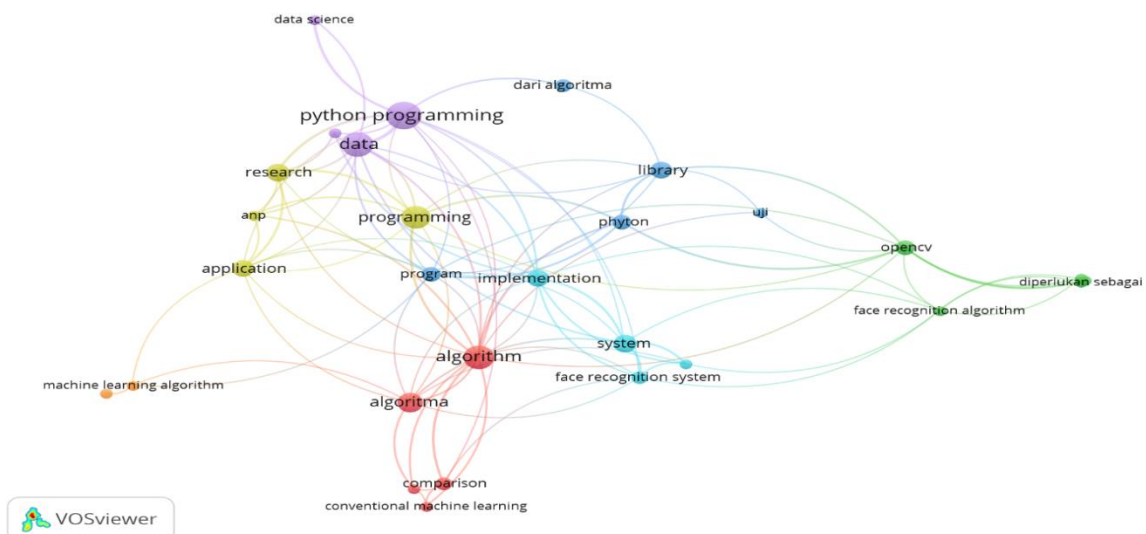 data science
dari algoritma
python programming
data
library
research
uji
anp
programming
phyton
opencv
application
program
implementation
diperlukan sebagai
face recognition algorithm
system
algorithm
face recognition system
machine learning algorithm
algoritma
comparison
conventional machine learning
VOSviewer